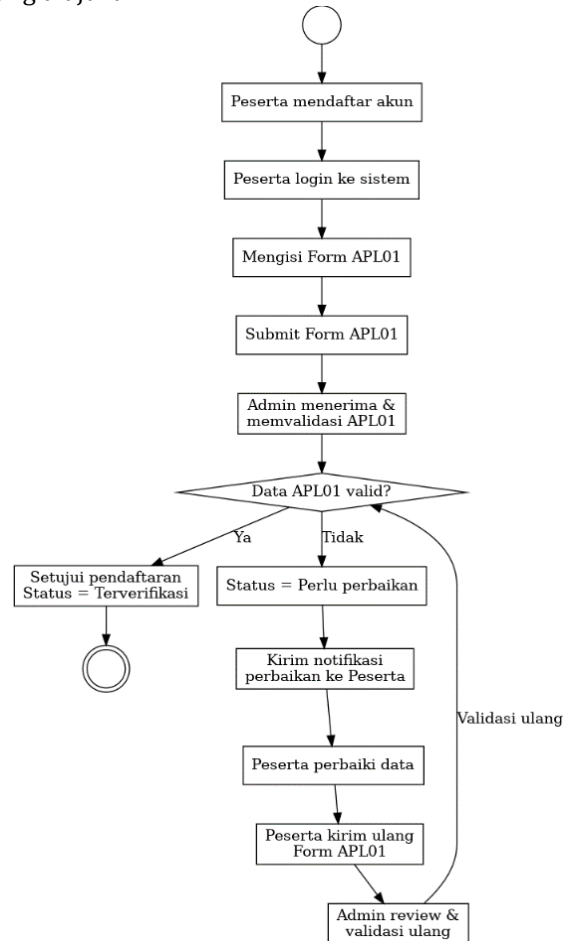 Peserta mendaftar akun
Peserta login ke sistem
Mengisi Form APL01
Submit Form APL01
Admin menerima &
memvalidasi APL01
Data APL01 valid?
Ya
Tidak
Setujui pendaftaran
Status = Terverifikasi
Status = Perlu perbaikan
Kirim notifikasi
perbaikan ke Peserta
Validasi ulang
Peserta perbaiki data
Peserta kirim ulang
Form APL01
Admin review &
validasi ulang